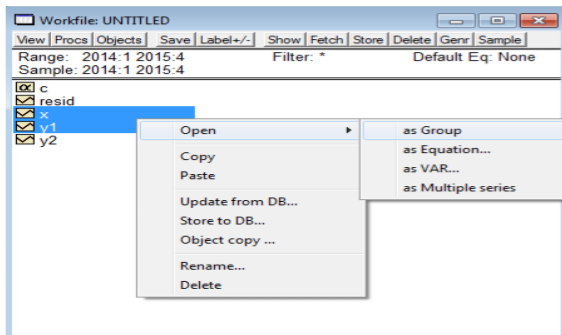 Workfile: UNTITLED
View Procs Objects Save Label+/- Show Fetch Store Delete Genr Sample
Range: 2014:1 2015:4 Filter: * Default Eq: None
Sample: 2014:1 2015:4
c
resid
x
y1
y2
Open
Copy
Paste
Update from DB...
Store to DB...
Object copy ...
Rename...
Delete
as Group
as Equation...
as VAR...
as Multiple series